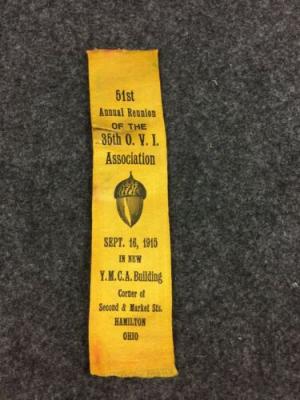 51st
Annual Reunion
OF THE
35th O. V. I.
Association
SEPT. 16, 1915
IN NEW
Y.M.C.A. Building
Corner of
Second & Market Sts.
HAMILTON
OHIO